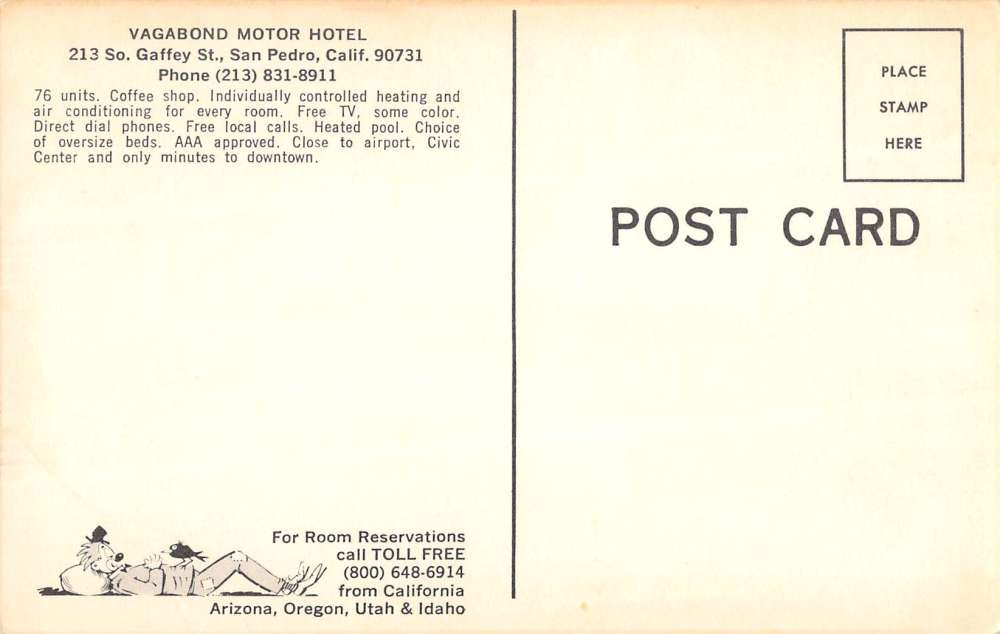 VAGABOND MOTOR HOTEL
213 So. Gaffey St., San Pedro, Calif. 90731
Phone (213) 831-8911
76 units. Coffee shop. Individually controlled heating and
air conditioning for every room. Free TV, some color.
Direct dial phones. Free local calls. Heated pool. Choice
of oversize beds. AAA approved. Close to airport, Civic
Center and only minutes to downtown.
For Room Reservations
call TOLL FREE
(800) 648-6914
from California
Arizona, Oregon, Utah & Idaho
PLACE
STAMP
HERE
POST CARD